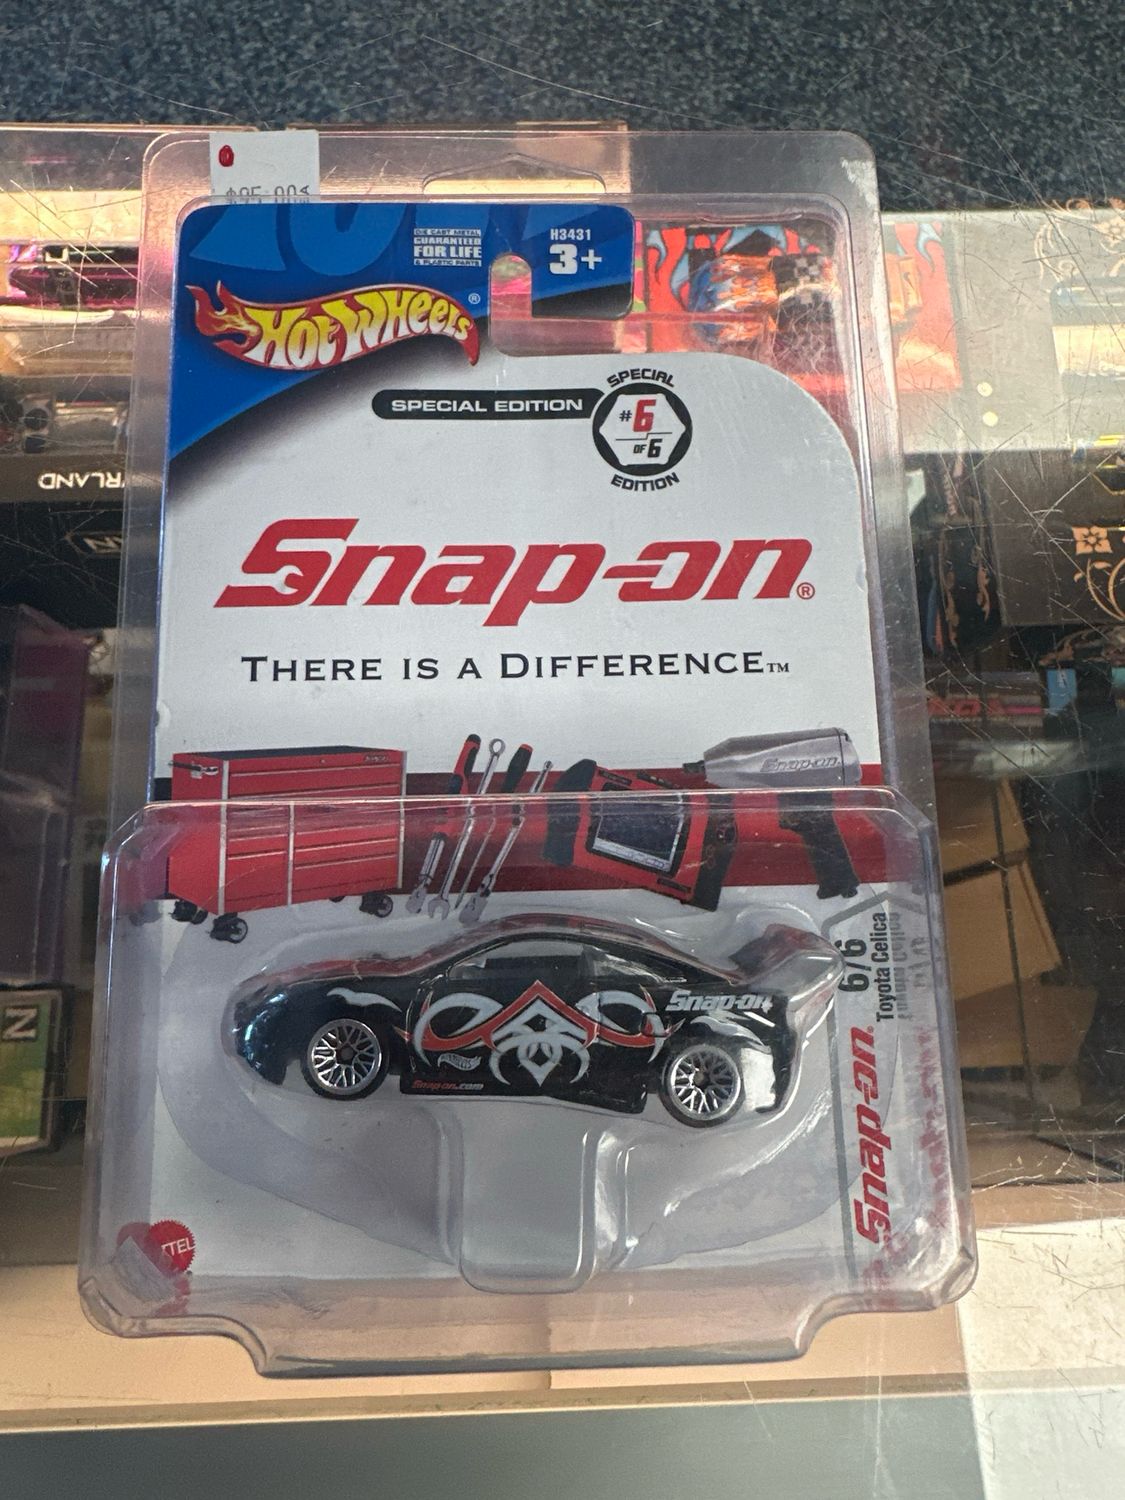 DIE CAST METAL
GUARANTEED
FOR LIFE
& PLASTIC PARTS
H3431
3+
Hot Wheels®
SPECIAL EDITION
SPECIAL
#6
OF 6
EDITION
Snap-on®
THERE IS A DIFFERENCE™
Snap-on
Snap-on
Snap-on.com
6/6
Toyota Celica
Snap-on®